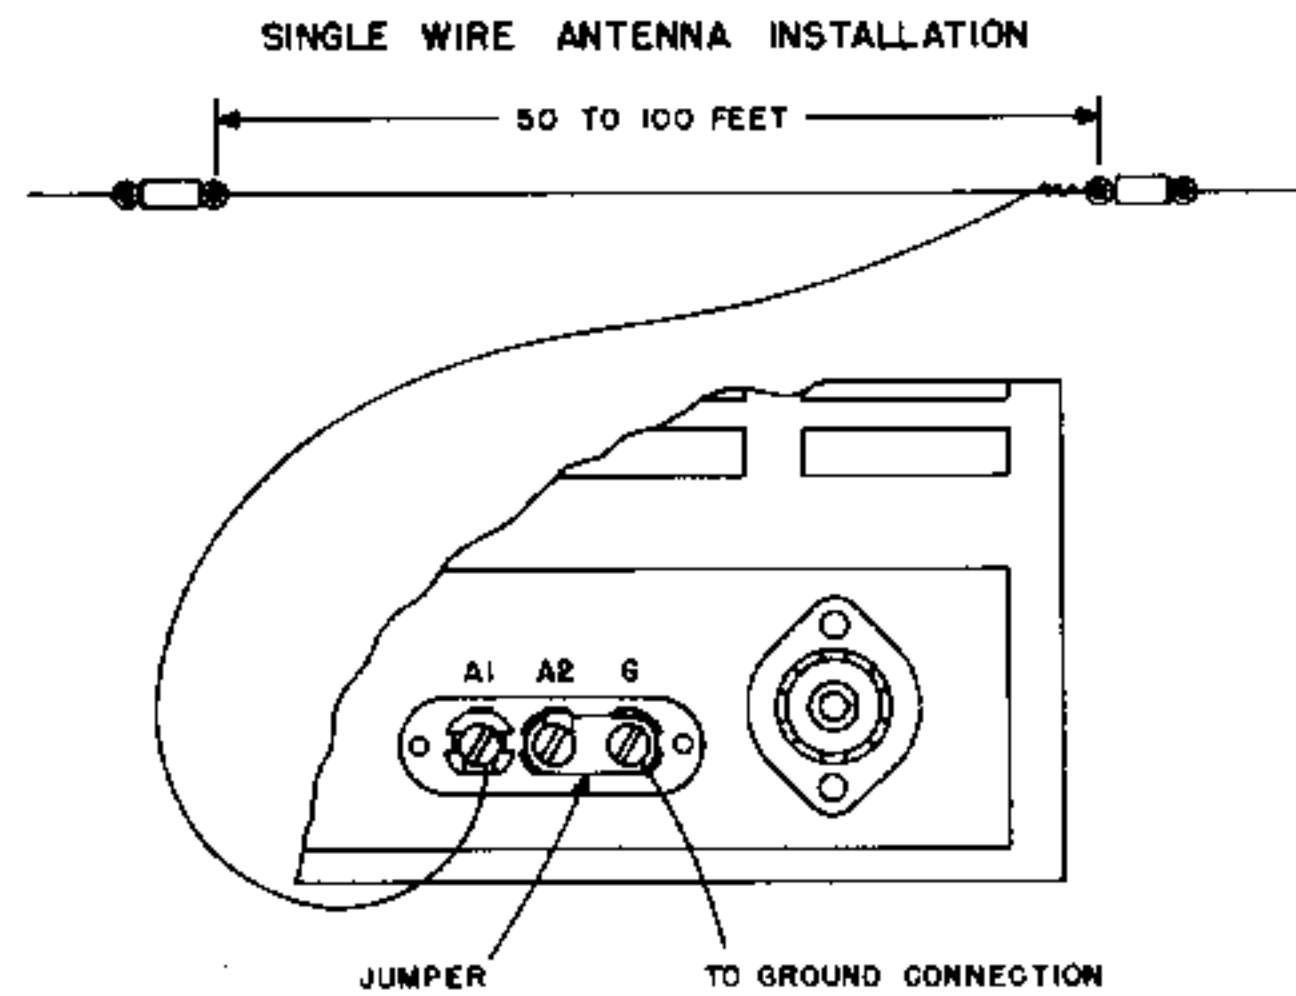 SINGLE WIRE ANTENNA INSTALLATION
50 TO 100 FEET
A1 A2 G
JUMPER
TO GROUND CONNECTION